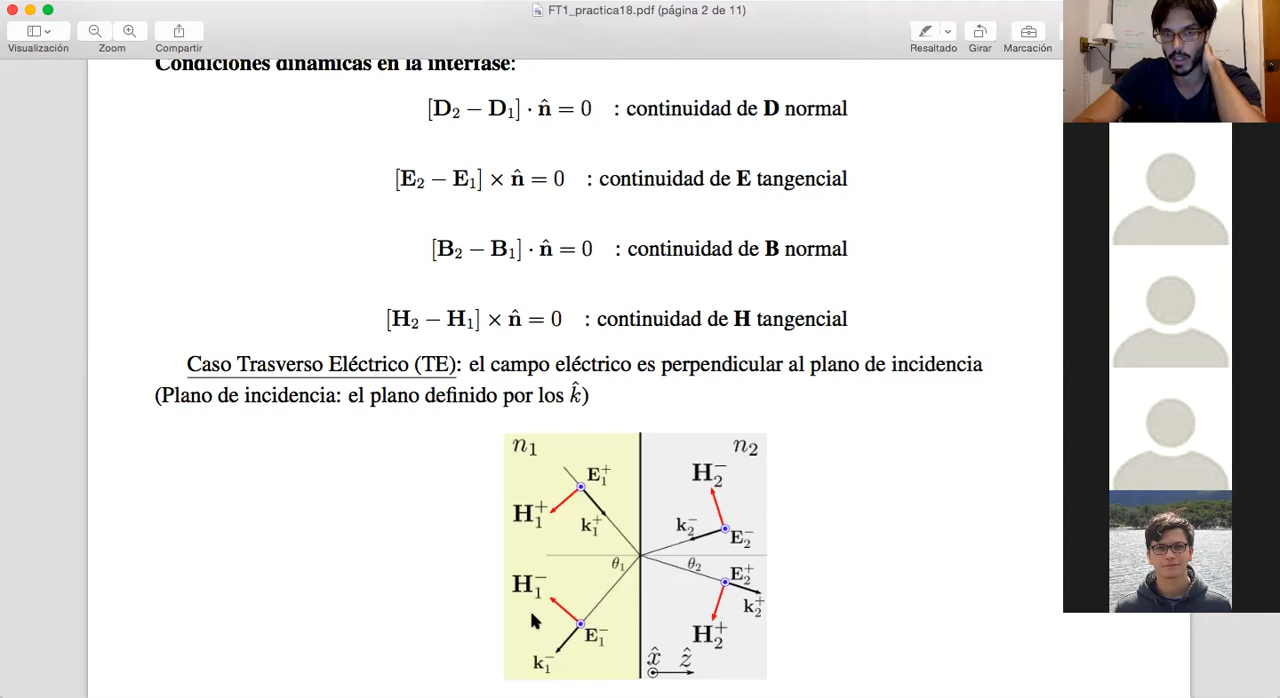 FT1_practica18.pdf (página 2 de 11)
Visualización Zoom Compartir Resaltado Girar Marcación
Condiciones dinámicas en la interfase:
[D₂ − D₁] · n̂ = 0 : continuidad de D normal
[E₂ − E₁] × n̂ = 0 : continuidad de E tangencial
[B₂ − B₁] · n̂ = 0 : continuidad de B normal
[H₂ − H₁] × n̂ = 0 : continuidad de H tangencial
Caso Trasverso Eléctrico (TE): el campo eléctrico es perpendicular al plano de incidencia
(Plano de incidencia: el plano definido por los k̂)
n₁ n₂
E₁⁺ H₂⁻
H₁⁺ k₁⁺ k₂⁻ E₂⁻
θ₁ θ₂
H₁⁻ E₂⁺
k₂⁺
E₁⁻ H₂⁺
k₁⁻ x̂ ẑ